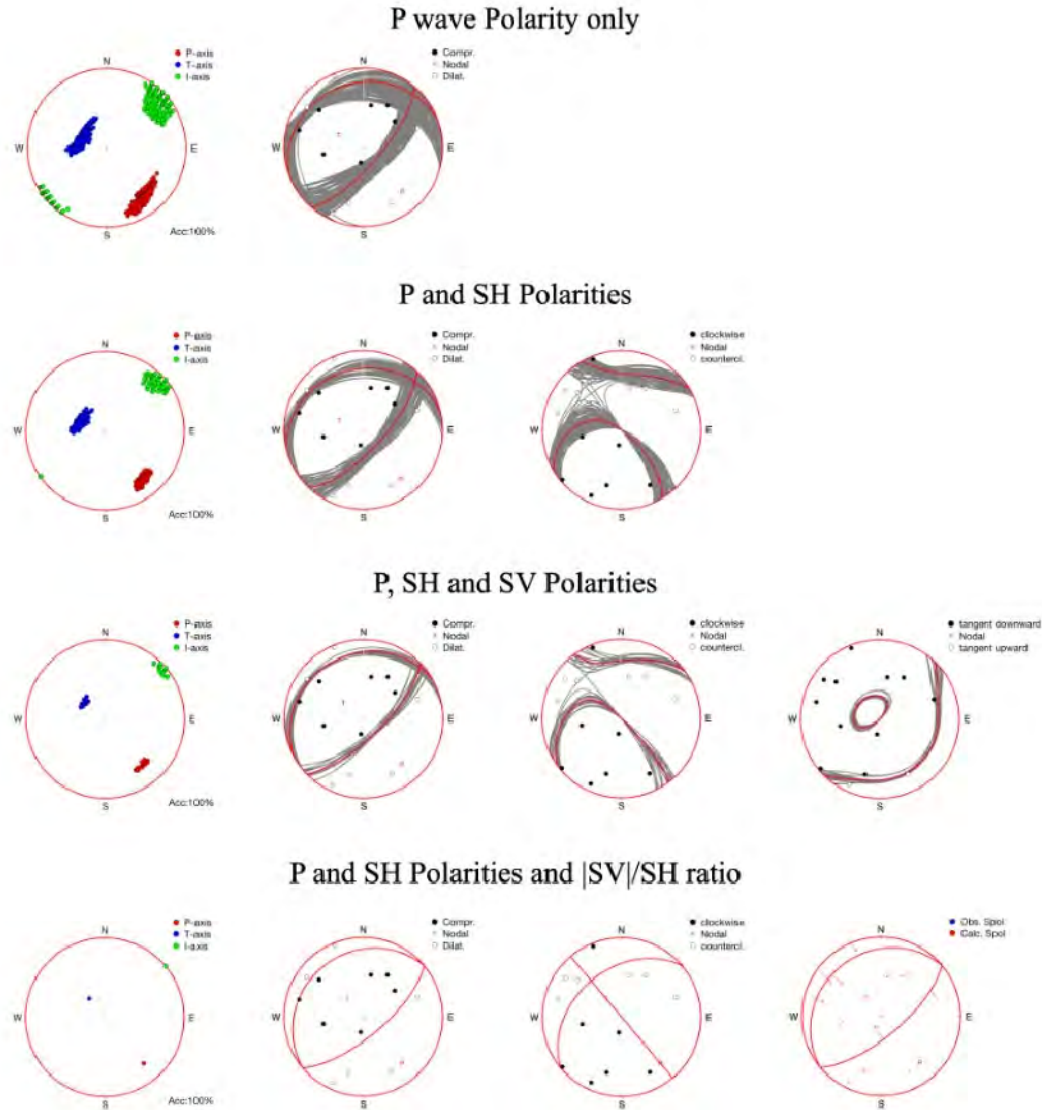 P wave Polarity only
P-axis
T-axis
I-axis
N
W
E
S
Acc:100%
Compr.
Nodal
Dilat.
N
W
E
S
T
P and SH Polarities
P-axis
T-axis
I-axis
N
W
E
S
Acc:100%
Compr.
Nodal
Dilat.
N
W
E
S
T
clockwise
Nodal
countercl.
N
W
E
S
P, SH and SV Polarities
P-axis
T-axis
I-axis
N
W
E
S
Acc:100%
Compr.
Nodal
Dilat.
N
W
E
S
T
clockwise
Nodal
countercl.
N
W
E
S
tangent downward
Nodal
tangent upward
N
W
E
S
P and SH Polarities and |SV|/SH ratio
P-axis
T-axis
I-axis
N
W
E
S
Acc:100%
Compr.
Nodal
Dilat.
N
W
E
S
clockwise
Nodal
countercl.
N
W
E
S
Obs. Spol
Calc. Spol
N
W
E
S